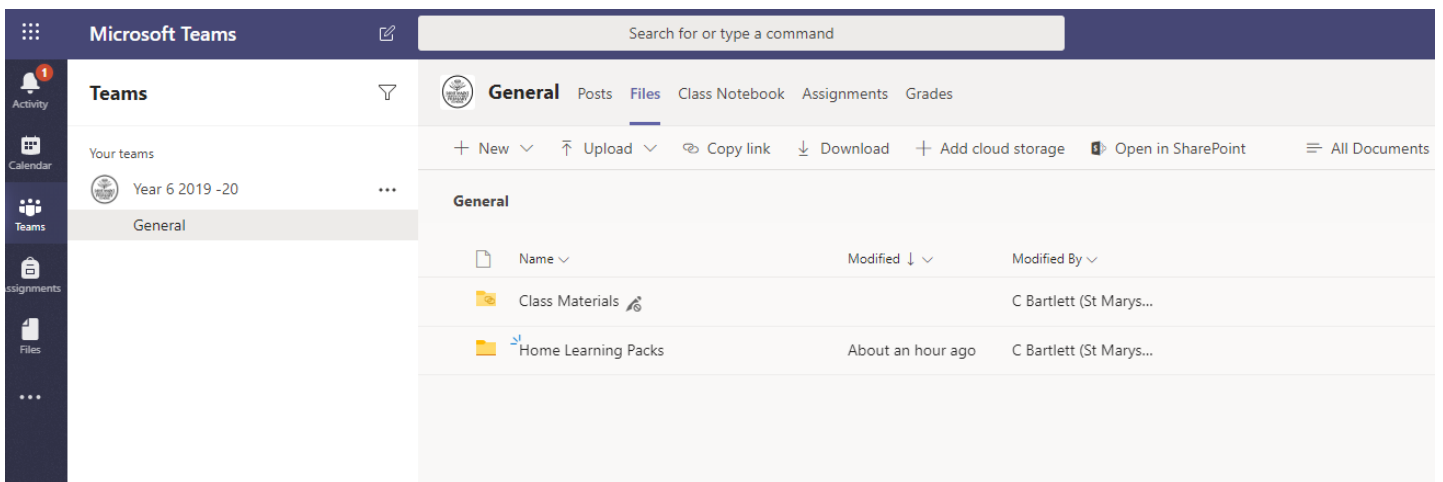 Microsoft Teams
Search for or type a command
1
Activity
Calendar
Teams
ssignments
Files
Teams
Your teams
Year 6 2019 -20
General
General Posts Files Class Notebook Assignments Grades
New Upload Copy link Download Add cloud storage Open in SharePoint All Documents
General
Name Modified Modified By
Class Materials C Bartlett (St Marys...
Home Learning Packs About an hour ago C Bartlett (St Marys...